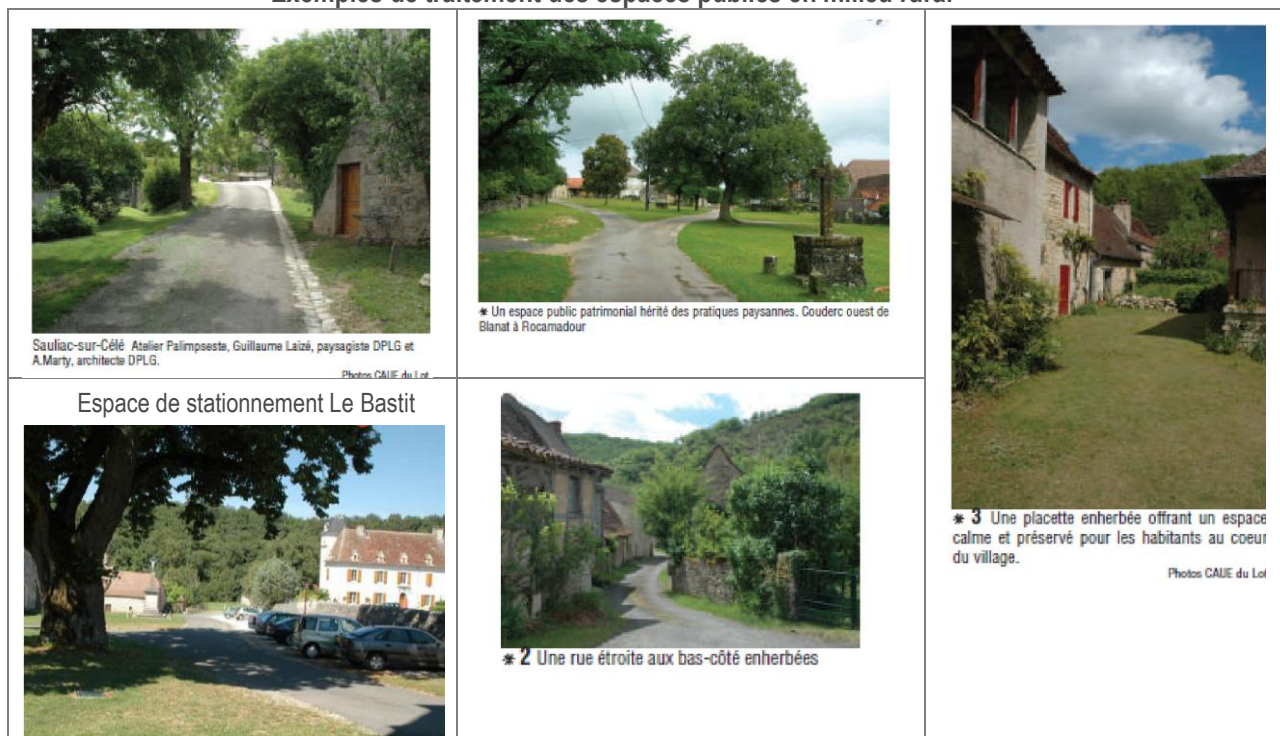 Exemples de traitement des espaces publics en milieu rural
Sauliac-sur-Célé Atelier Palimpseste, Guillaume Laizé, paysagiste DPLG et
A.Marty, architecte DPLG.
Photos CAUE du Lot
⁕ Un espace public patrimonial hérité des pratiques paysannes. Couderc ouest de
Blanat à Rocamadour
⁕ 3 Une placette enherbée offrant un espace
calme et préservé pour les habitants au coeur
du village.
Photos CAUE du Lot
Espace de stationnement Le Bastit
⁕ 2 Une rue étroite aux bas-côté enherbées